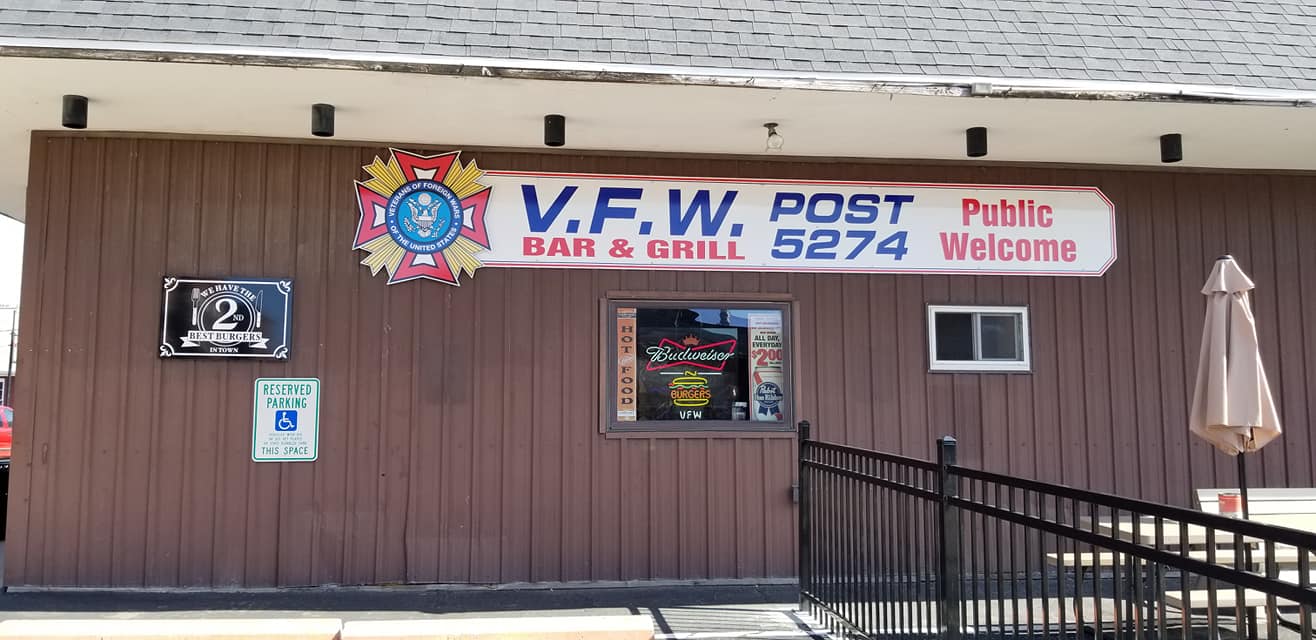 VETERANS OF FOREIGN WARS
OF THE UNITED STATES
V.F.W.
BAR & GRILL
POST
5274
Public
Welcome
WE HAVE THE
2ND
BEST BURGERS
IN TOWN
RESERVED
PARKING
THIS SPACE
HOT
FOOD
Budweiser
BURGERS
VFW
ALL DAY,
EVERYDAY
$2.00
Pabst
Blue Ribbon